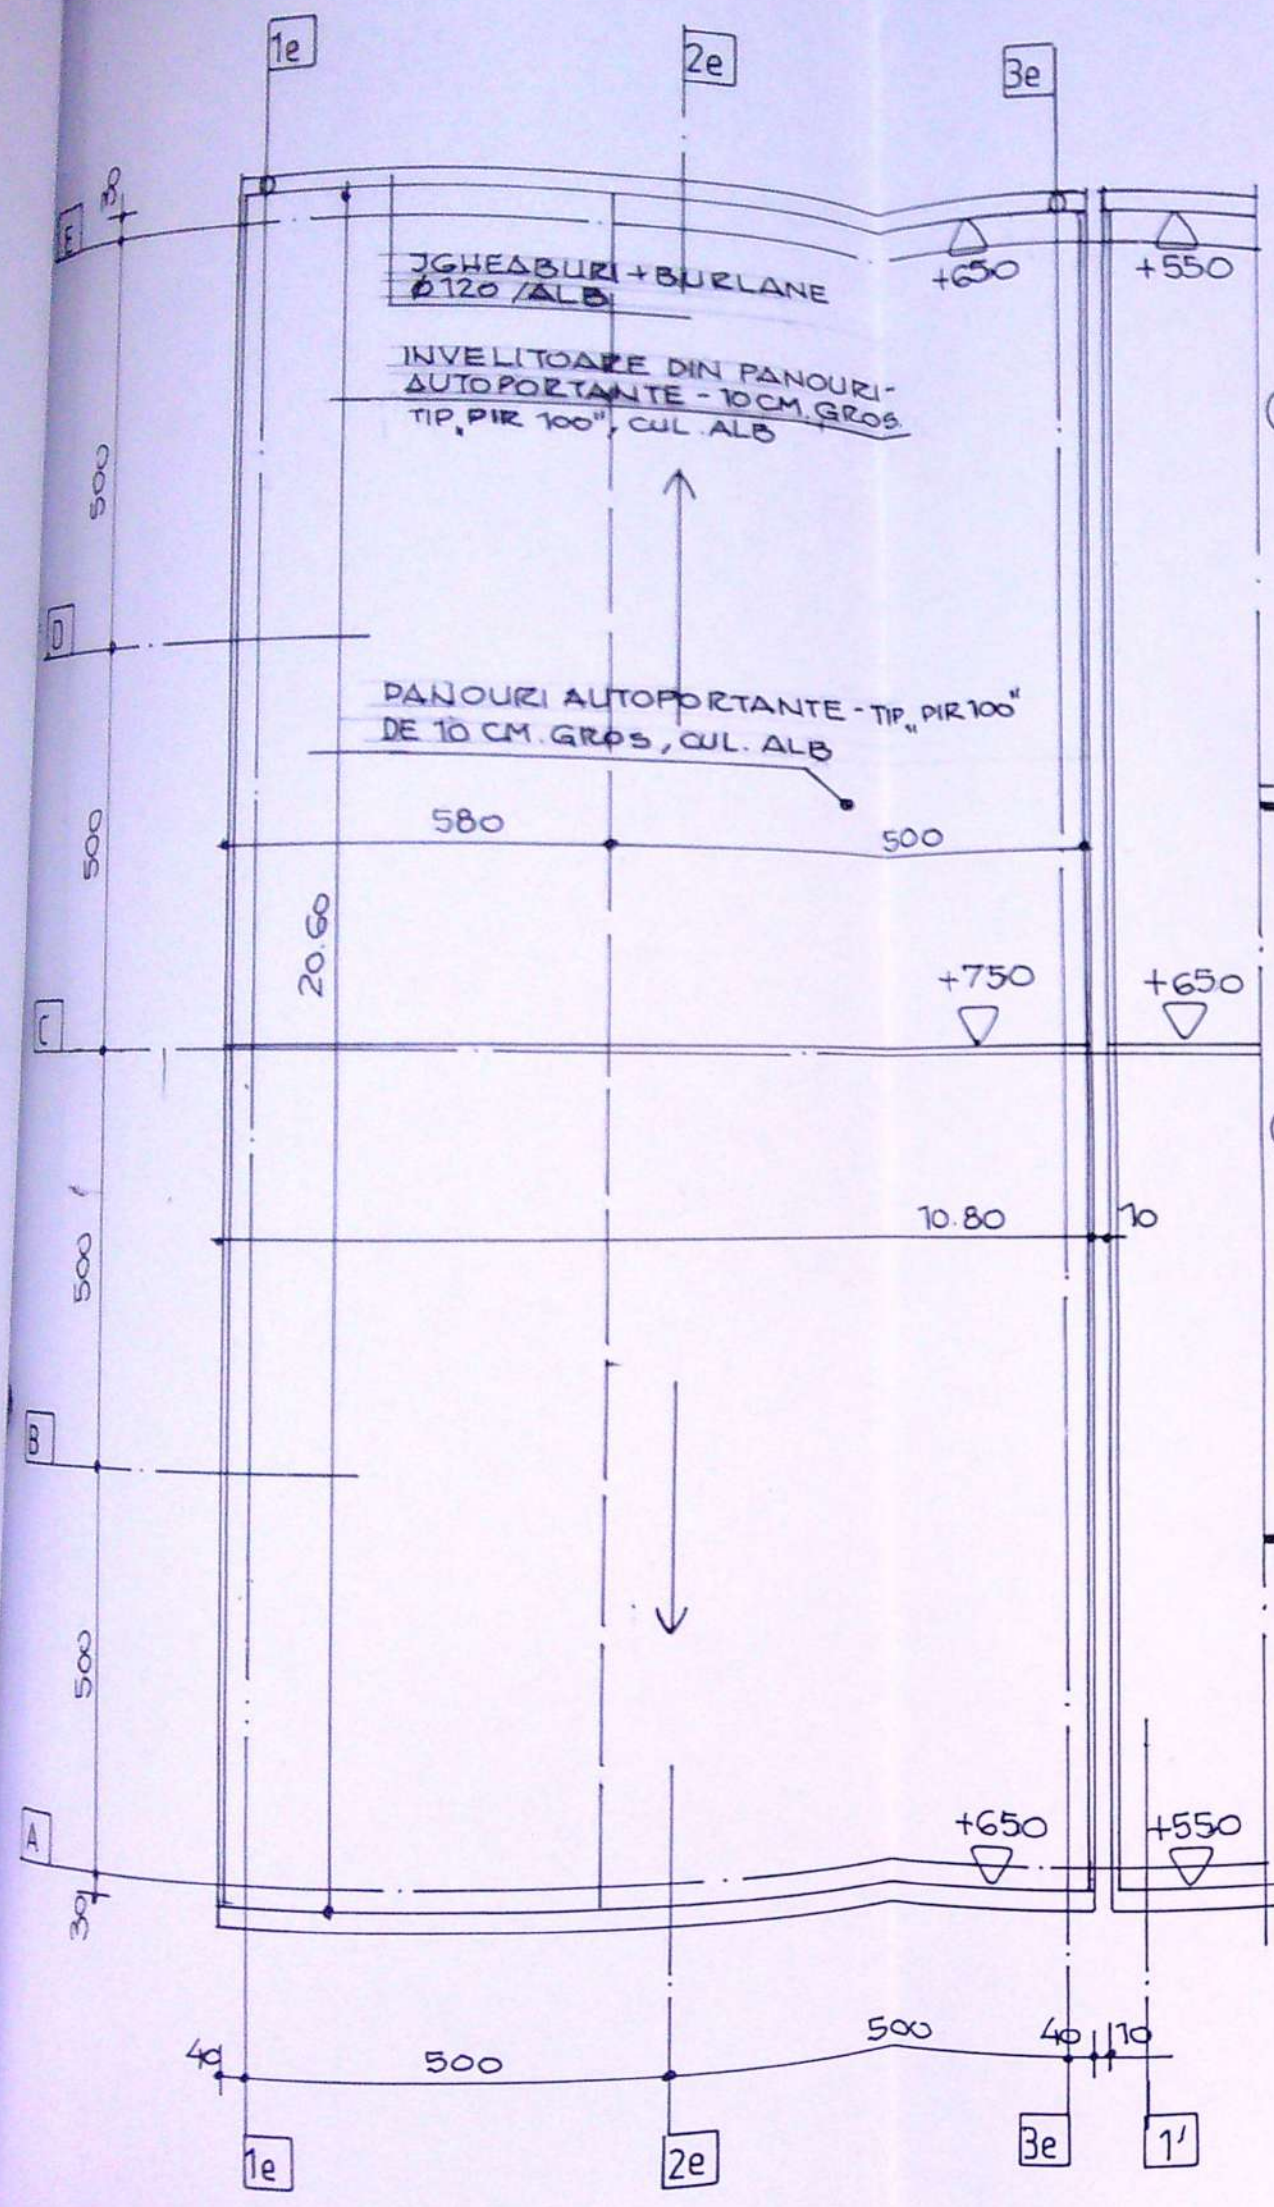 1e
2e
3e
30
E
JGHEABURI + BURLANE
Ø120 / ALB
+650
+550
INVELITOARE DIN PANOURI-
AUTOPORTANTE - 10 CM. GROS
TIP „PIR 100", CUL. ALB
500
D
PANOURI AUTOPORTANTE - TIP „PIR 100"
DE 10 CM. GROS, CUL. ALB
580
500
500
20.60
+750
+650
C
10.80
10
500
B
500
+650
+550
A
30
40
500
500
40
10
1e
2e
3e
1'